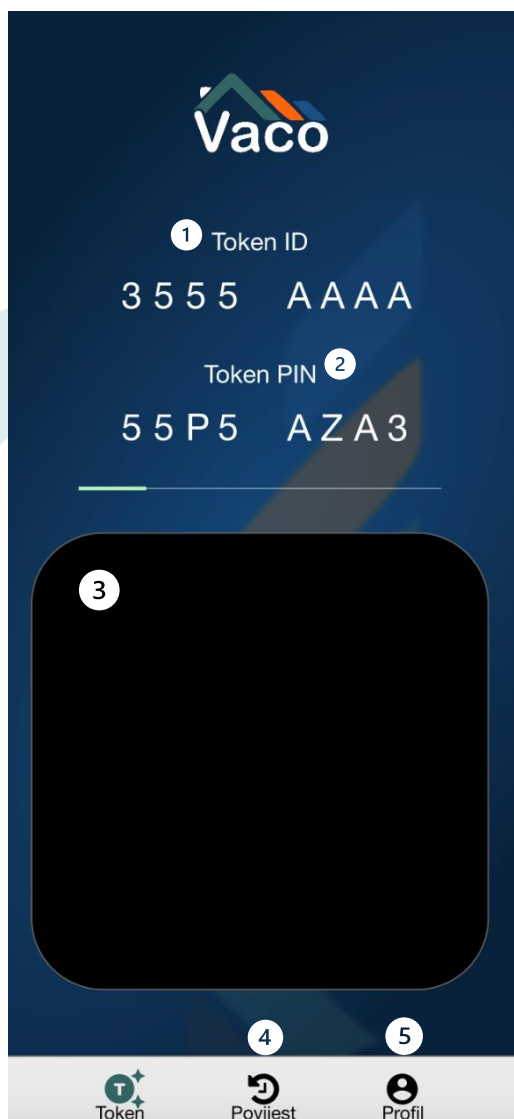 Vaco
1 Token ID
3555 AAAA
Token PIN 2
55P5 AZA3
3
4 5
T
Token Povijest Profil